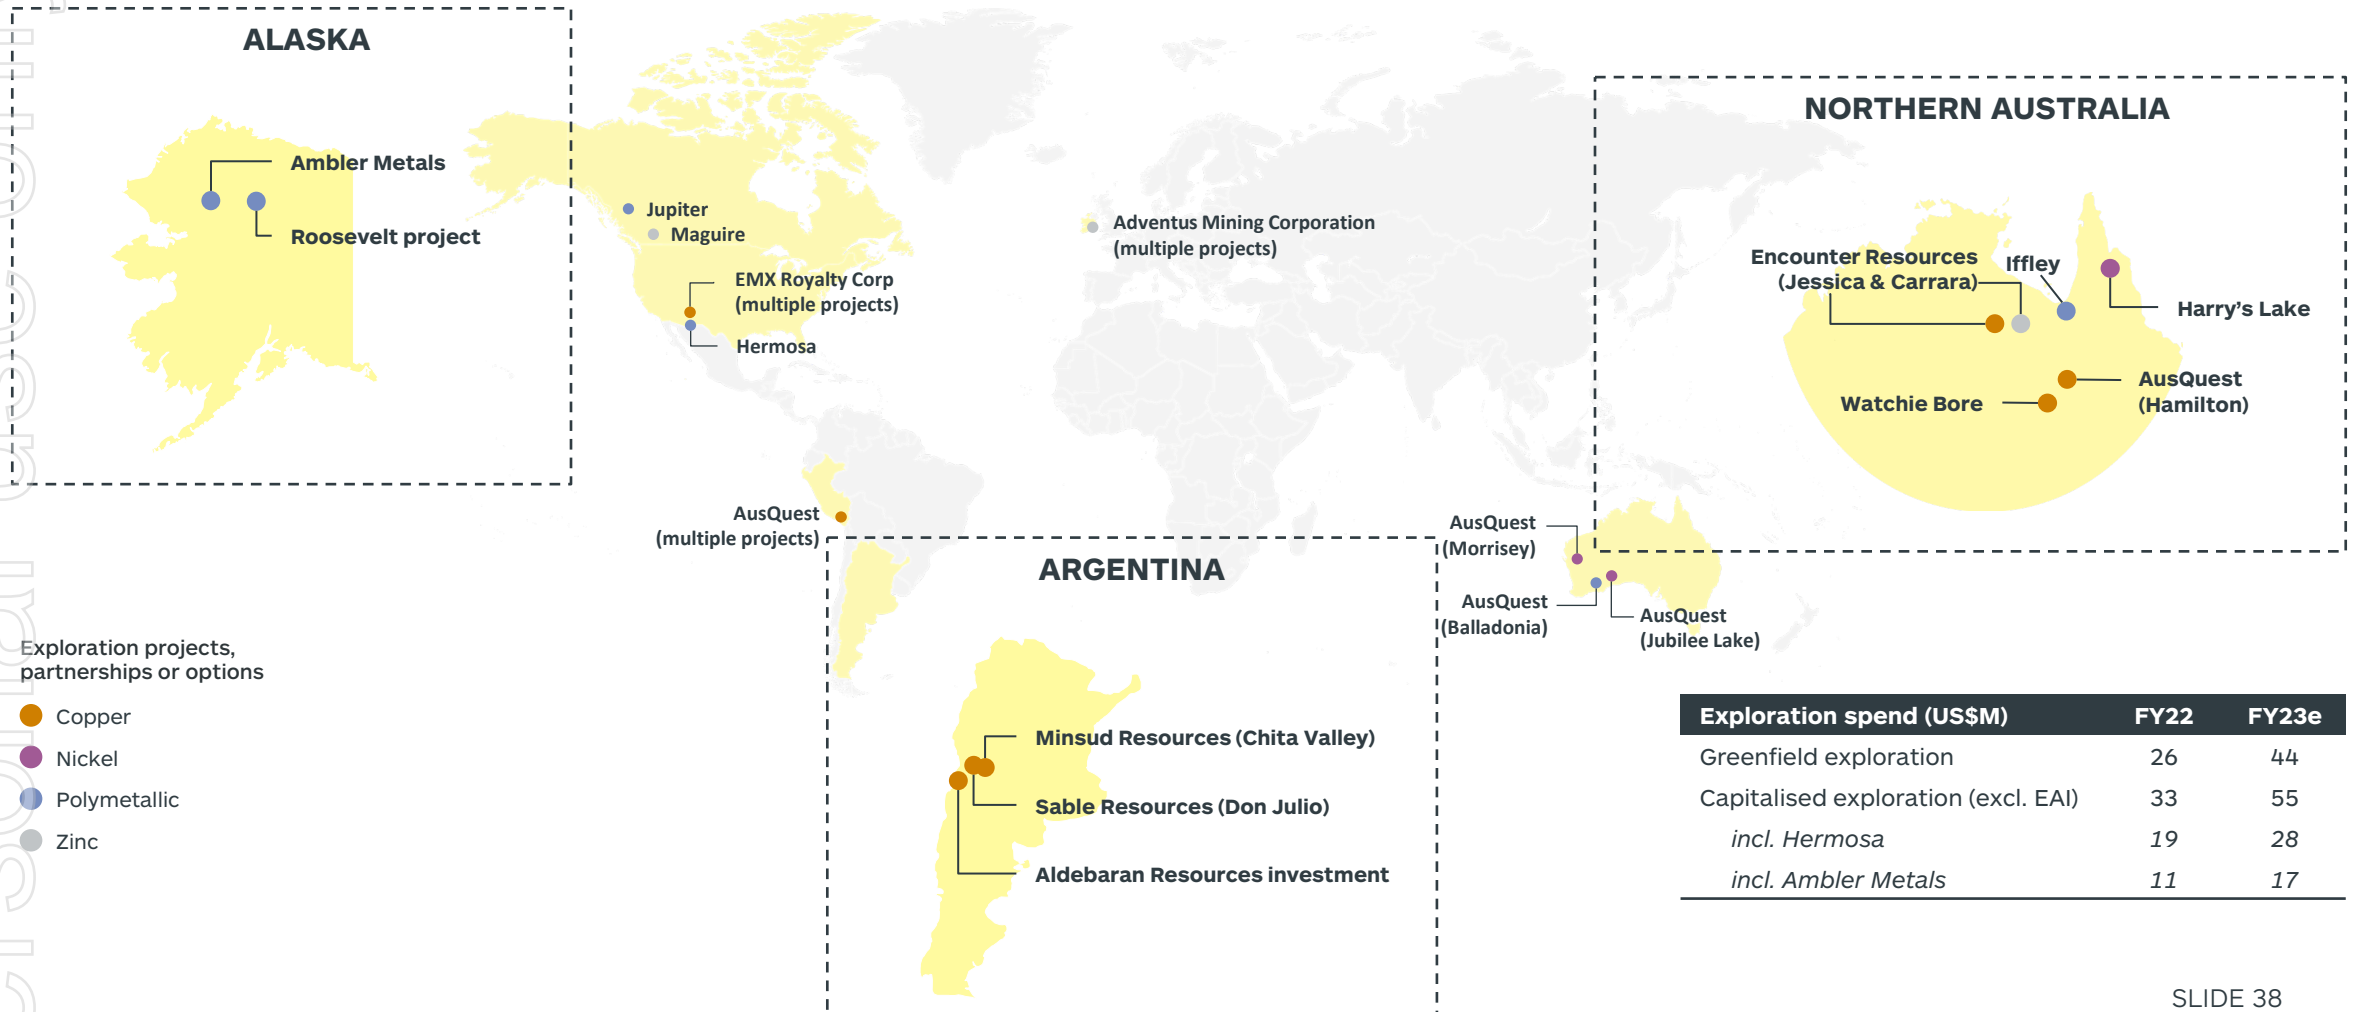 ALASKA
Ambler Metals
Roosevelt project
Jupiter
Maguire
EMX Royalty Corp
(multiple projects)
Hermosa
Adventus Mining Corporation
(multiple projects)
NORTHERN AUSTRALIA
Encounter Resources
(Jessica & Carrara)
Iffley
Harry’s Lake
AusQuest
(Hamilton)
Watchie Bore
AusQuest
(multiple projects)
AusQuest
(Morrisey)
AusQuest
(Balladonia)
AusQuest
(Jubilee Lake)
ARGENTINA
Minsud Resources (Chita Valley)
Sable Resources (Don Julio)
Aldebaran Resources investment
Exploration projects,
partnerships or options
Copper
Nickel
Polymetallic
Zinc
Exploration spend (US$M) FY22 FY23e
Greenfield exploration 26 44
Capitalised exploration (excl. EAI) 33 55
incl. Hermosa 19 28
incl. Ambler Metals 11 17
SLIDE 38